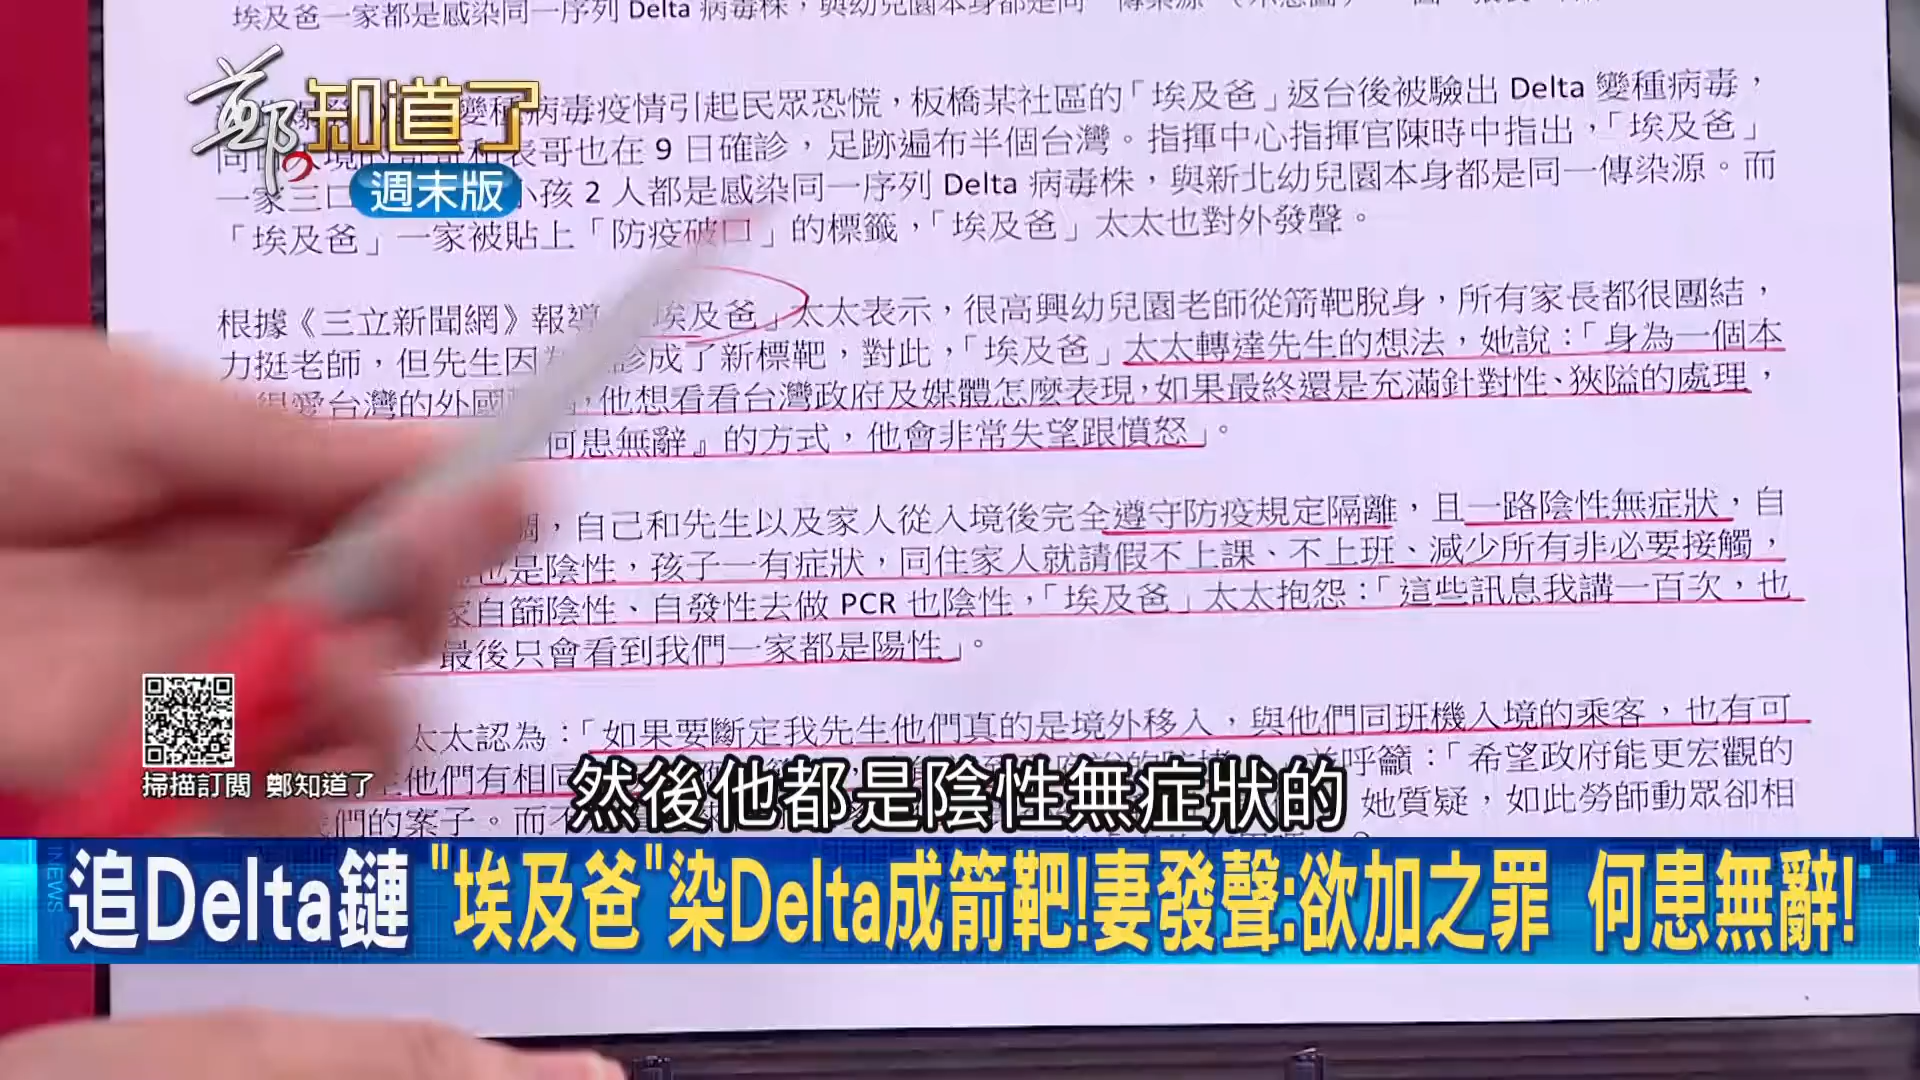 埃及爸一家都是感染同一序列 Delta 病毒株，與幼兒園本身都是同一傳染源
鄭知道了
週末版
變種病毒疫情引起民眾恐慌，板橋某社區的「埃及爸」返台後被驗出 Delta 變種病毒，
和表哥也在 9 日確診，足跡遍布半個台灣。指揮中心指揮官陳時中指出，「埃及爸」
一家三口 小孩 2 人都是感染同一序列 Delta 病毒株，與新北幼兒園本身都是同一傳染源。而
「埃及爸」一家被貼上「防疫破口」的標籤，「埃及爸」太太也對外發聲。
根據《三立新聞網》報導 埃及爸」太太表示，很高興幼兒園老師從箭靶脫身，所有家長都很團結，
力挺老師，但先生因為 診成了新標靶，對此，「埃及爸」太太轉達先生的想法，她說：「身為一個本
很愛台灣的外國 ，他想看看台灣政府及媒體怎麼表現，如果最終還是充滿針對性、狹隘的處理，
何患無辭』的方式，他會非常失望跟憤怒」。
調，自己和先生以及家人從入境後完全遵守防疫規定隔離，且一路陰性無症狀，自
也是陰性，孩子一有症狀，同住家人就請假不上課、不上班、減少所有非必要接觸，
家自篩陰性、自發性去做 PCR 也陰性，「埃及爸」太太抱怨：「這些訊息我講一百次，也
最後只會看到我們一家都是陽性」。
太太認為：「如果要斷定我先生他們真的是境外移入，與他們同班機入境的乘客，也有可
他們有相同 並呼籲：「希望政府能更宏觀的
我們的案子。而不 她質疑，如此勞師動眾卻相
掃描訂閱 鄭知道了
然後他都是陰性無症狀的
NEWS
追Delta鏈 "埃及爸"染Delta成箭靶!妻發聲:欲加之罪 何患無辭!